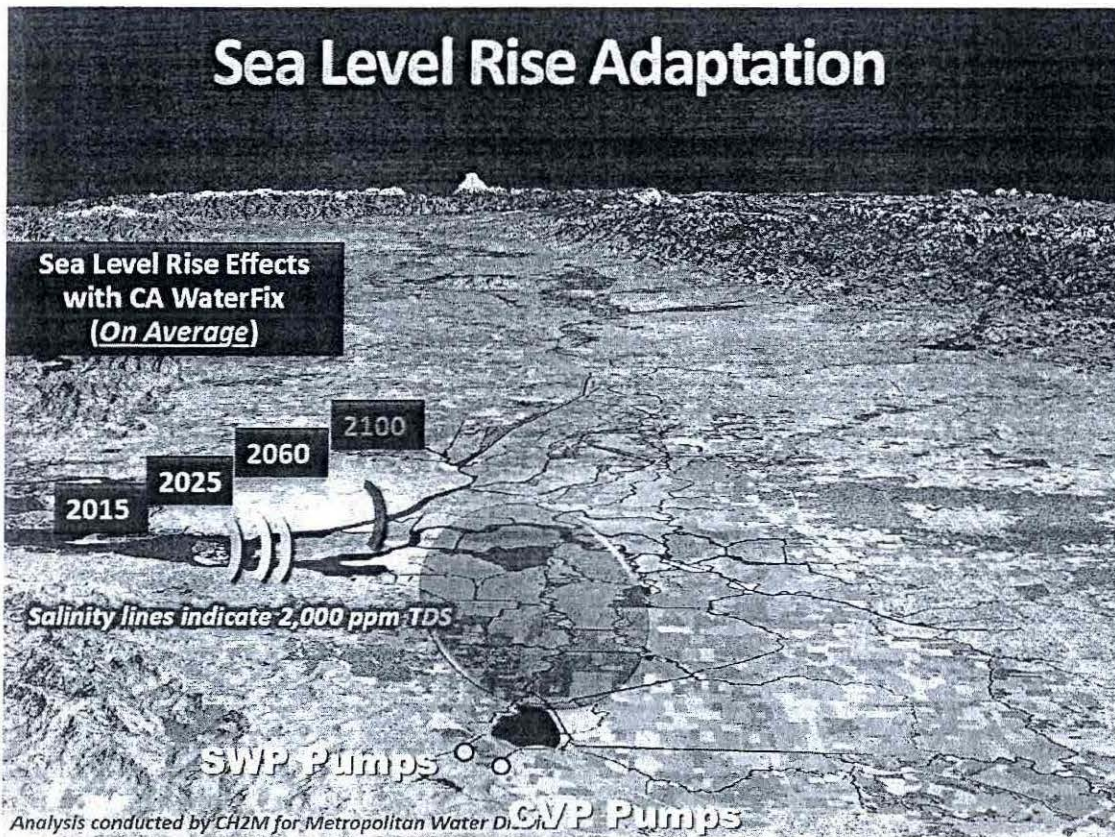 Sea Level Rise Adaptation
Sea Level Rise Effects
with CA WaterFix
(On Average)
2100
2060
2025
2015
Salinity lines indicate 2,000 ppm TDS
SWP Pumps
CVP Pumps
Analysis conducted by CH2M for Metropolitan Water